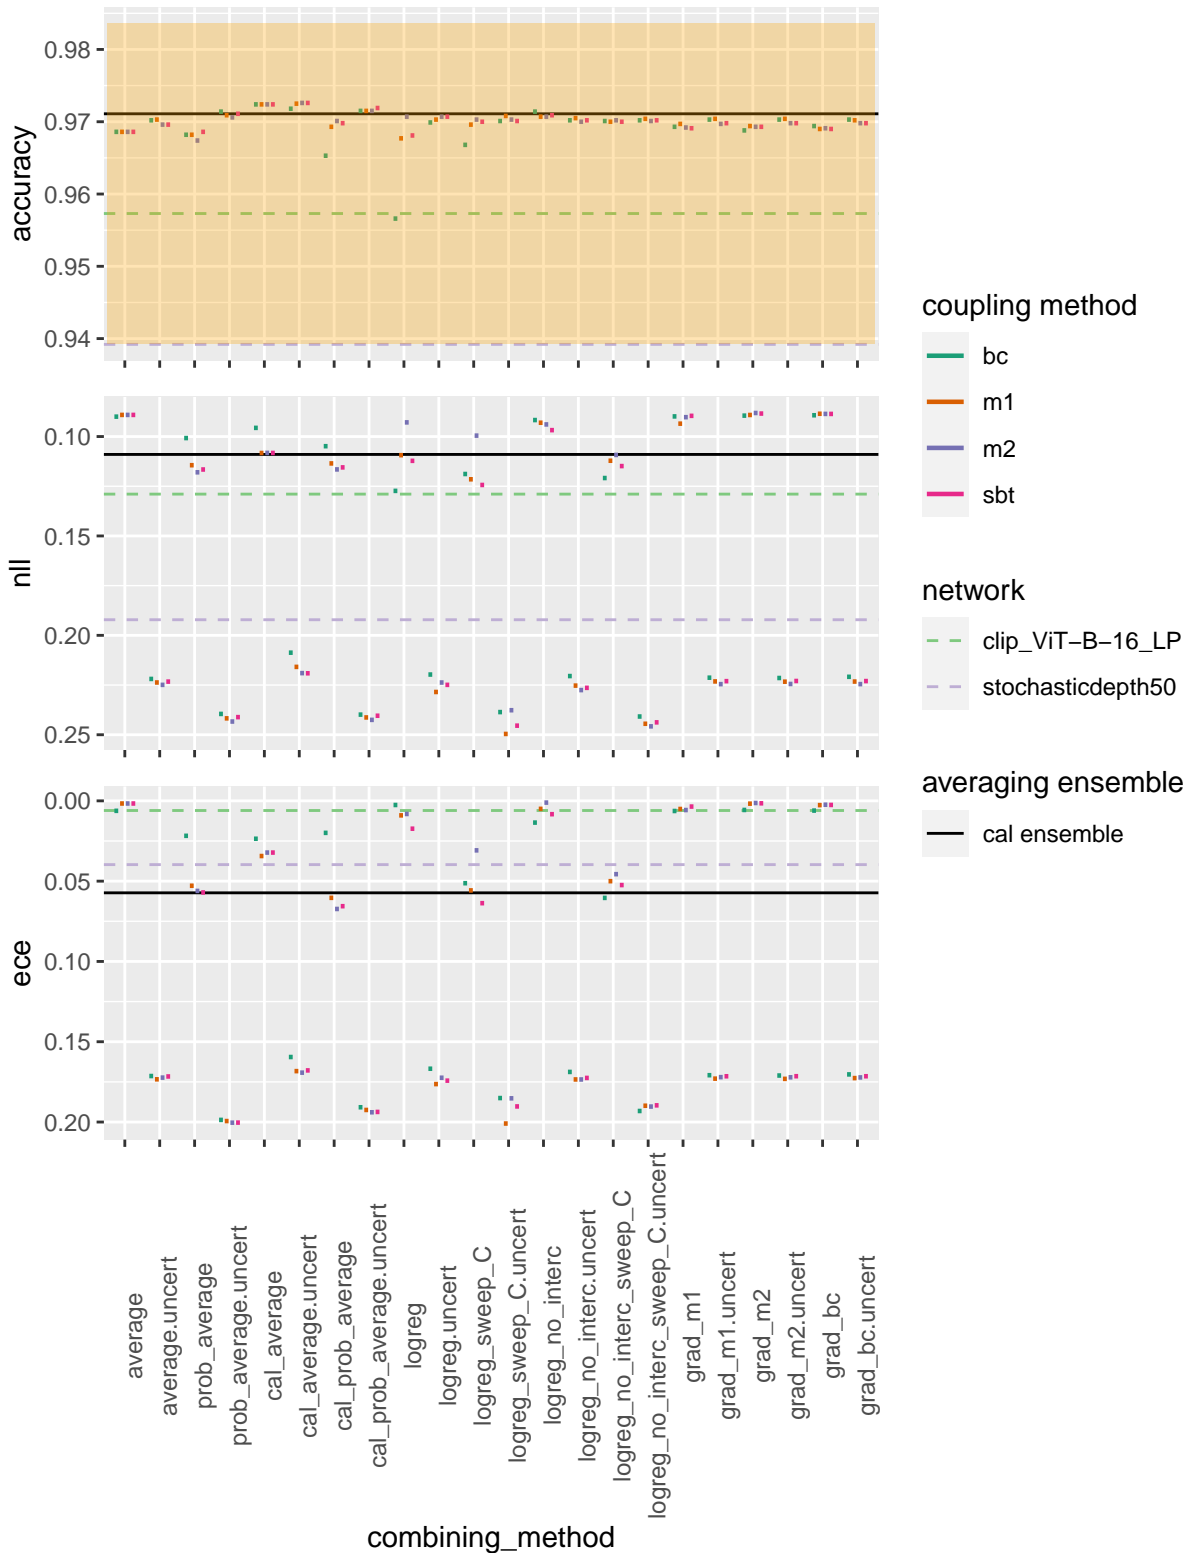 accuracy
0.98
0.97
0.96
0.95
0.94
nll
0.10
0.15
0.20
0.25
ece
0.00
0.05
0.10
0.15
0.20
average
average.uncert
prob_average
prob_average.uncert
cal_average
cal_average.uncert
cal_prob_average
cal_prob_average.uncert
logreg
logreg.uncert
logreg_sweep_C
logreg_sweep_C.uncert
logreg_no_interc
logreg_no_interc.uncert
logreg_no_interc_sweep_C
logreg_no_interc_sweep_C.uncert
grad_m1
grad_m1.uncert
grad_m2
grad_m2.uncert
grad_bc
grad_bc.uncert
combining_method
coupling method
bc
m1
m2
sbt
network
clip_ViT−B−16_LP
stochasticdepth50
averaging ensemble
cal ensemble